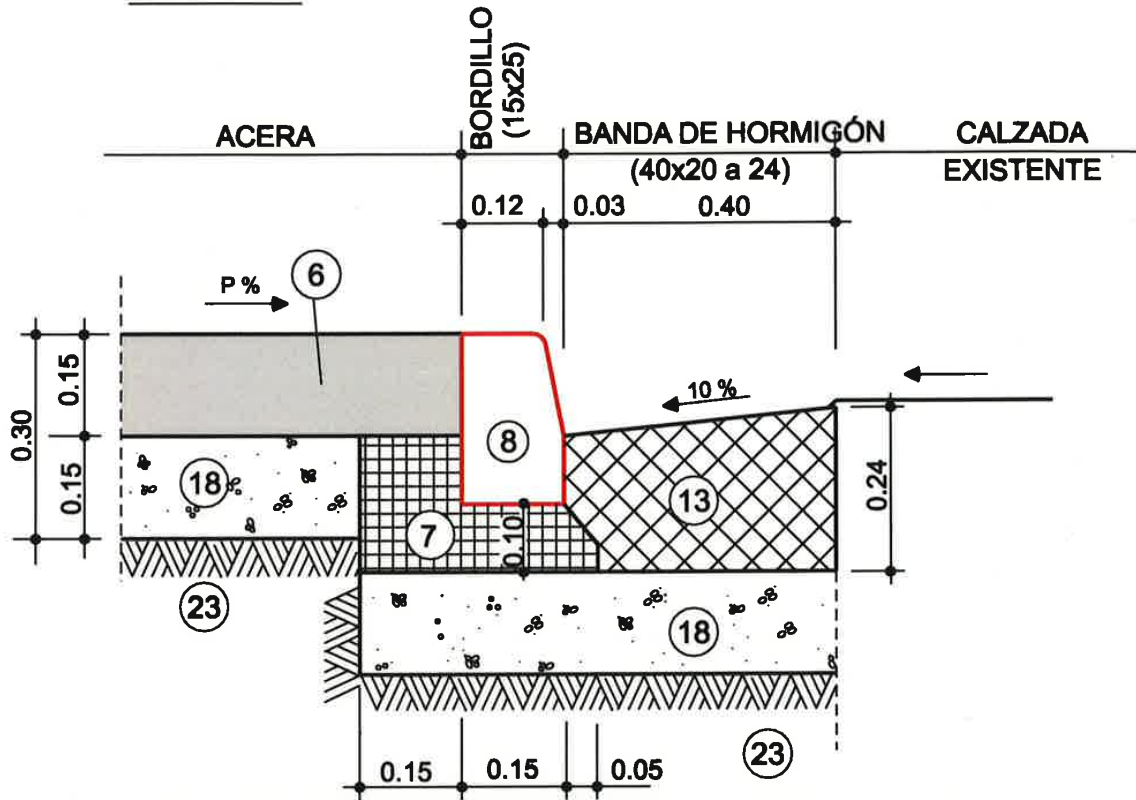 BORDILLO
(15x25)
ACERA
BANDA DE HORMIGÓN
(40x20 a 24)
CALZADA
EXISTENTE
0.12
0.03
0.40
P %
6
0.30
0.15
0.15
10 %
8
18
13
0.24
7
0.10
23
18
23
0.15
0.15
0.05